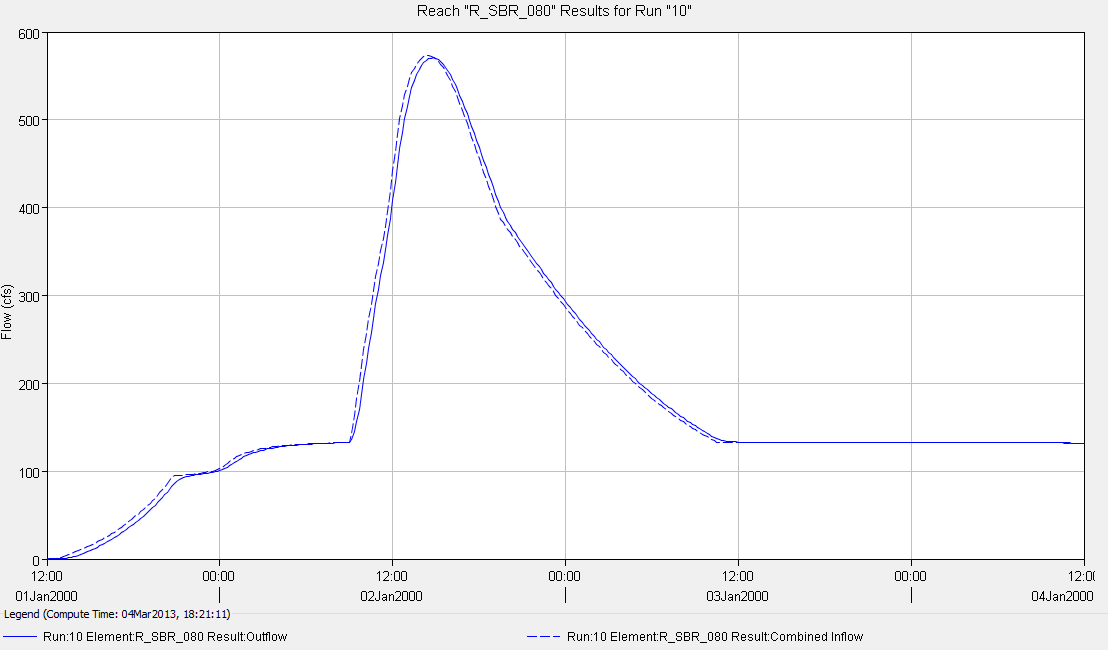 Reach "R_SBR_080" Results for Run "10"
600
500
400
300
200
100
0
Flow (cfs)
12:00 00:00 12:00 00:00 12:00 00:00 12:00
01Jan2000 | 02Jan2000 | 03Jan2000 | 04Jan2000
Legend (Compute Time: 04Mar2013, 18:21:11)
Run:10 Element:R_SBR_080 Result:Outflow
Run:10 Element:R_SBR_080 Result:Combined Inflow